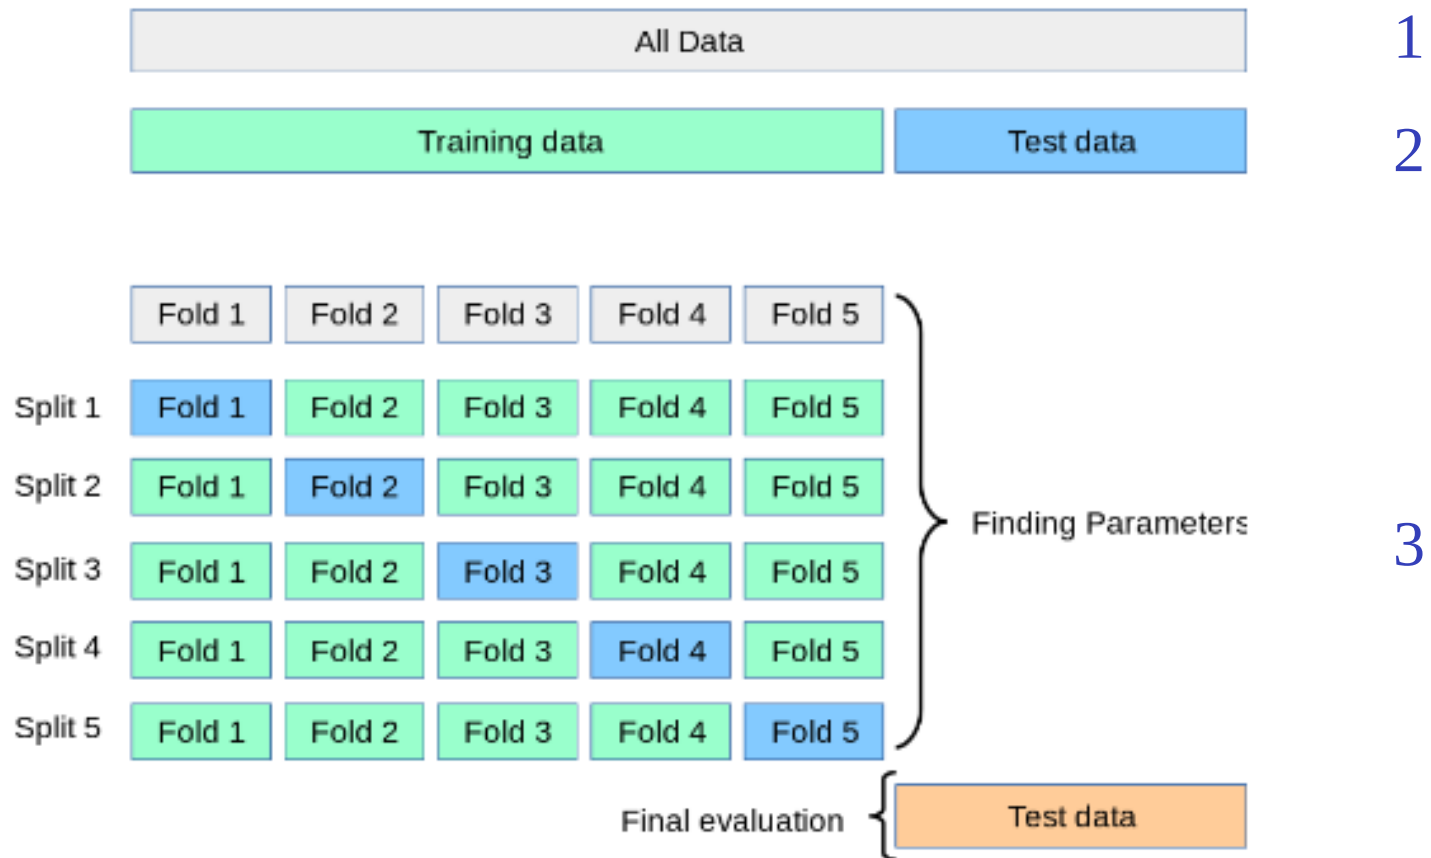 All Data 1
Training data Test data 2
Fold 1 Fold 2 Fold 3 Fold 4 Fold 5
Split 1 Fold 1 Fold 2 Fold 3 Fold 4 Fold 5
Split 2 Fold 1 Fold 2 Fold 3 Fold 4 Fold 5
Finding Parameters 3
Split 3 Fold 1 Fold 2 Fold 3 Fold 4 Fold 5
Split 4 Fold 1 Fold 2 Fold 3 Fold 4 Fold 5
Split 5 Fold 1 Fold 2 Fold 3 Fold 4 Fold 5
Final evaluation Test data